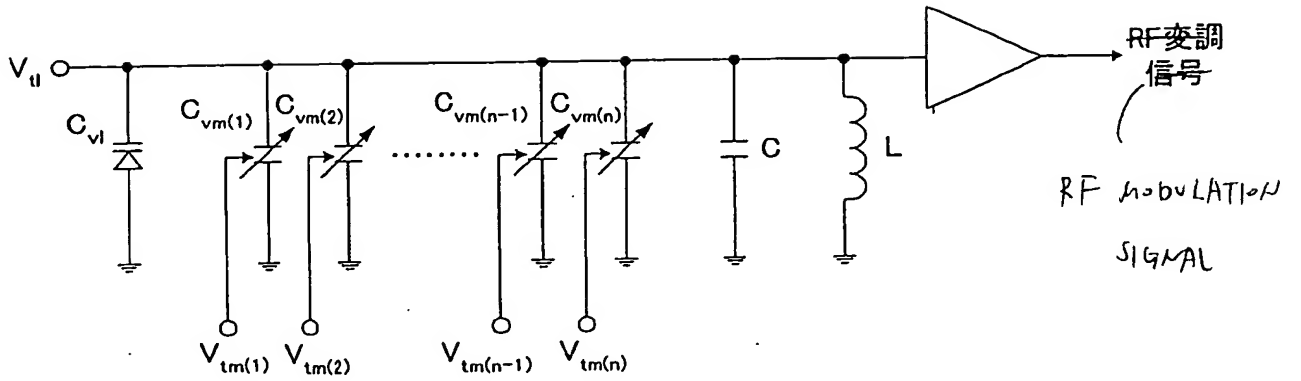 V_tl
RF変調
信号
C_vl
C_vm(1)
C_vm(2)
C_vm(n-1)
C_vm(n)
C
L
RF MODULATION
SIGNAL
V_tm(1)
V_tm(2)
V_tm(n-1)
V_tm(n)